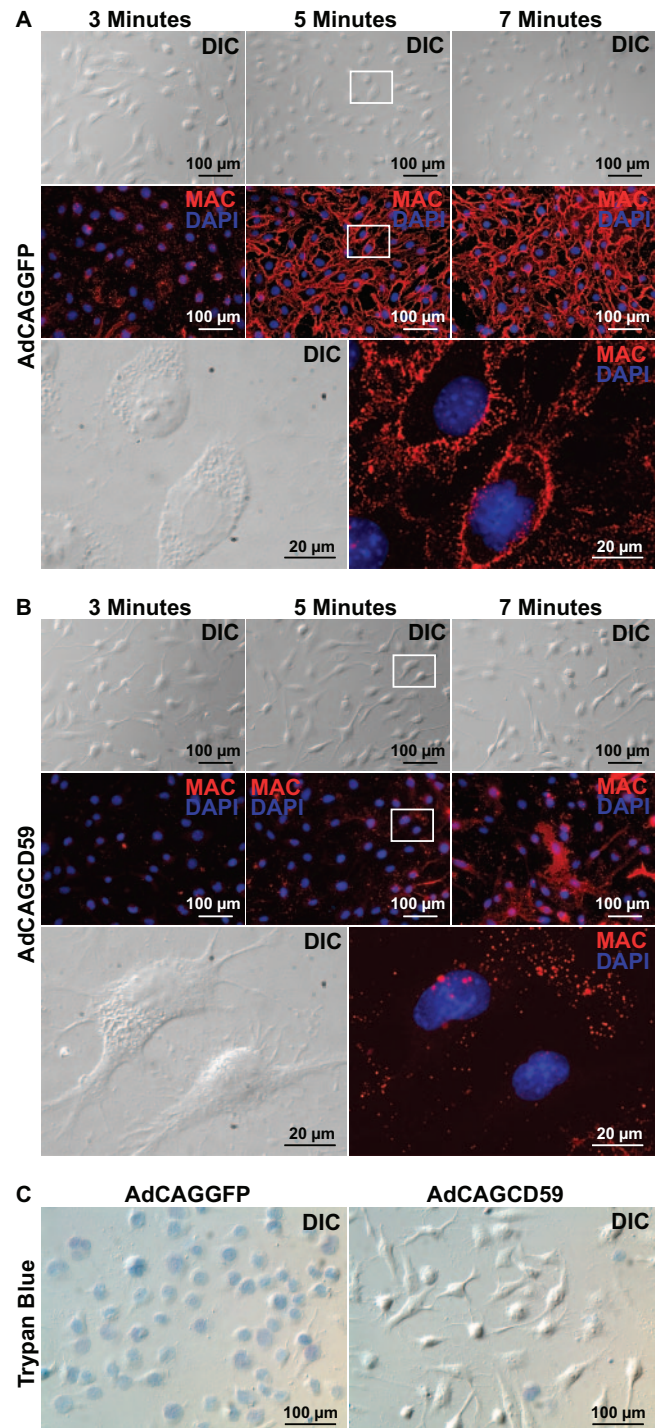 A
3 Minutes 5 Minutes 7 Minutes
DIC DIC DIC
100 µm 100 µm 100 µm
AdCAGGFP
MAC MAC MAC
DAPI DAPI DAPI
100 µm 100 µm 100 µm
DIC MAC
DAPI
20 µm 20 µm
B
3 Minutes 5 Minutes 7 Minutes
DIC DIC DIC
100 µm 100 µm 100 µm
AdCAGCD59
MAC MAC MAC
DAPI DAPI DAPI
100 µm 100 µm 100 µm
DIC MAC
DAPI
20 µm 20 µm
C
AdCAGGFP AdCAGCD59
Trypan Blue
DIC DIC
100 µm 100 µm